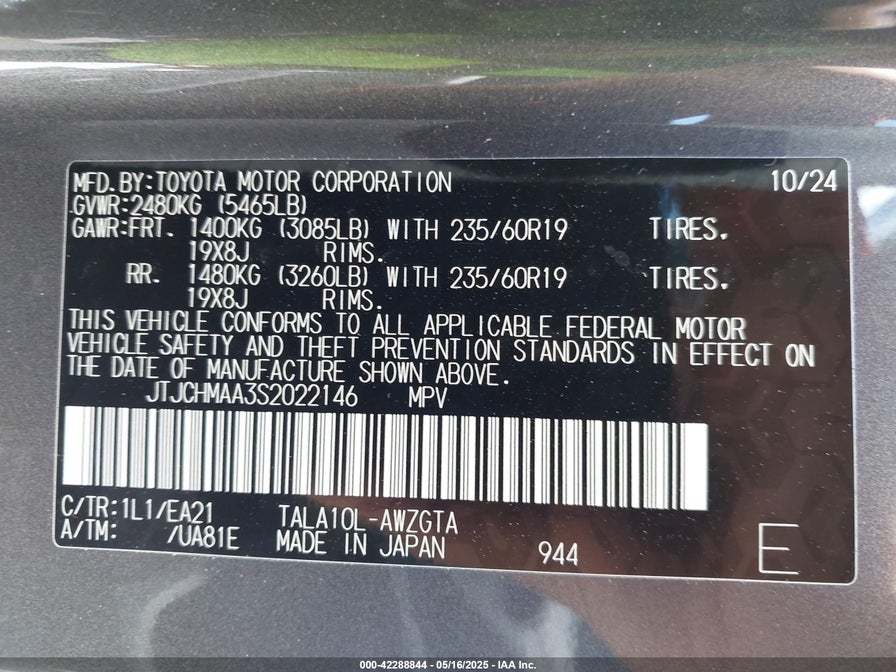 MFD. BY: TOYOTA MOTOR CORPORATION 10/24
GVWR: 2480KG (5465LB)
GAWR: FRT. 1400KG (3085LB) WITH 235/60R19 TIRES.
19X8J RIMS.
RR. 1480KG (3260LB) WITH 235/60R19 TIRES.
19X8J RIMS.
THIS VEHICLE CONFORMS TO ALL APPLICABLE FEDERAL MOTOR
VEHICLE SAFETY AND THEFT PREVENTION STANDARDS IN EFFECT ON
THE DATE OF MANUFACTURE SHOWN ABOVE.
JTJCHMAA3S2022146 MPV
C/TR: 1L1/EA21 TALA10L-AWZGTA
A/TM: /UA81E MADE IN JAPAN 944 E
000-42288844 - 05/16/2025 - IAA Inc.